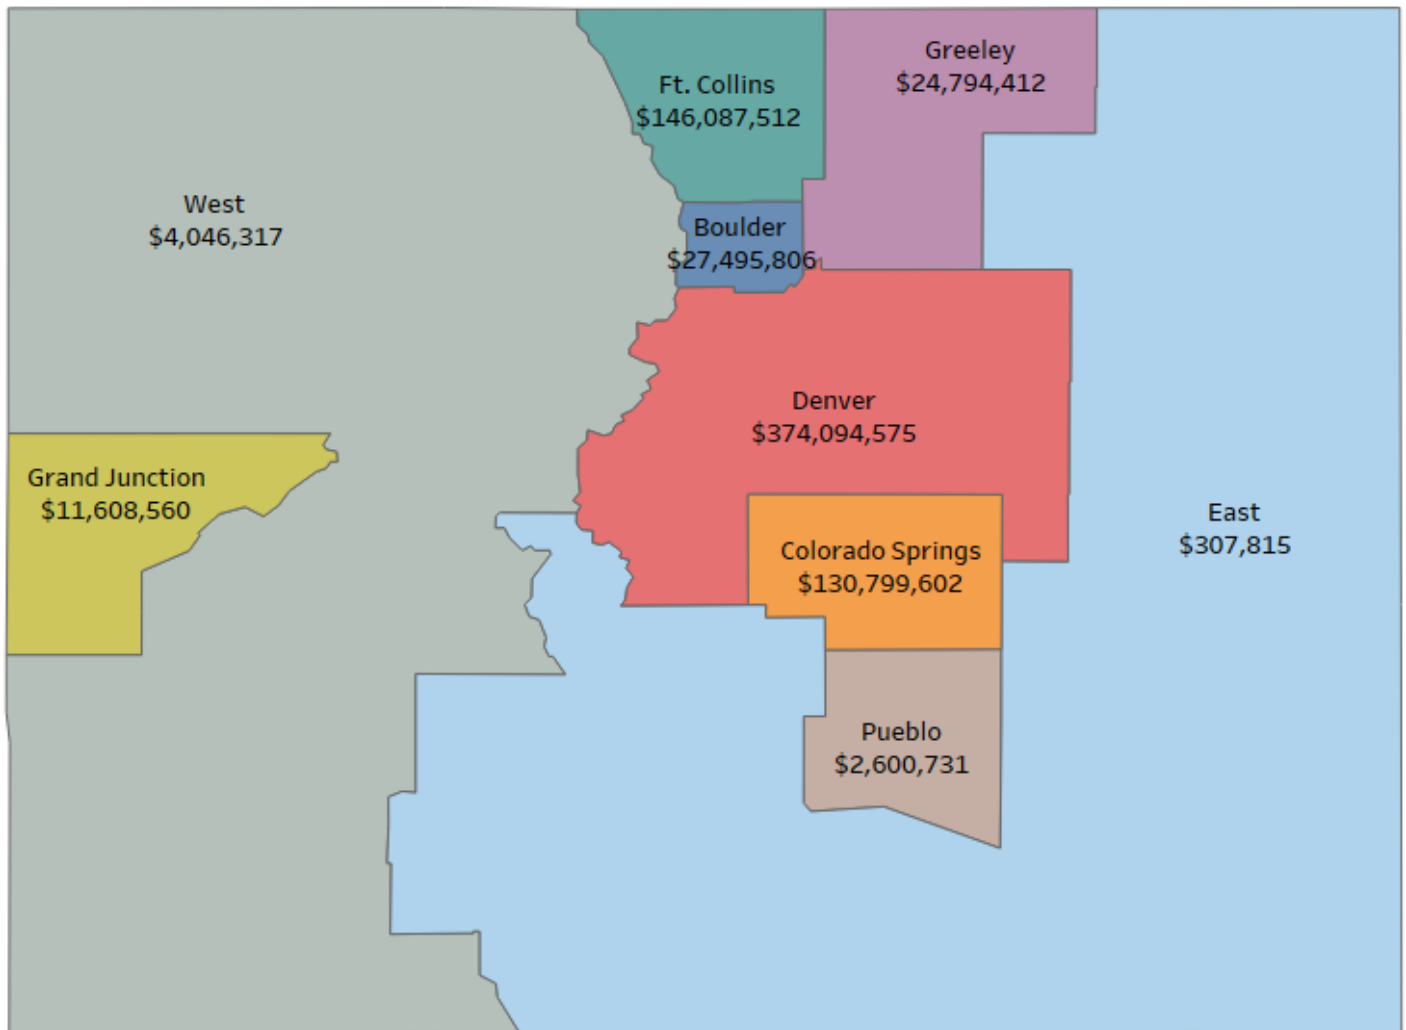 Greeley
$24,794,412
Ft. Collins
$146,087,512
West
$4,046,317
Boulder
$27,495,806
Denver
$374,094,575
Grand Junction
$11,608,560
East
$307,815
Colorado Springs
$130,799,602
Pueblo
$2,600,731